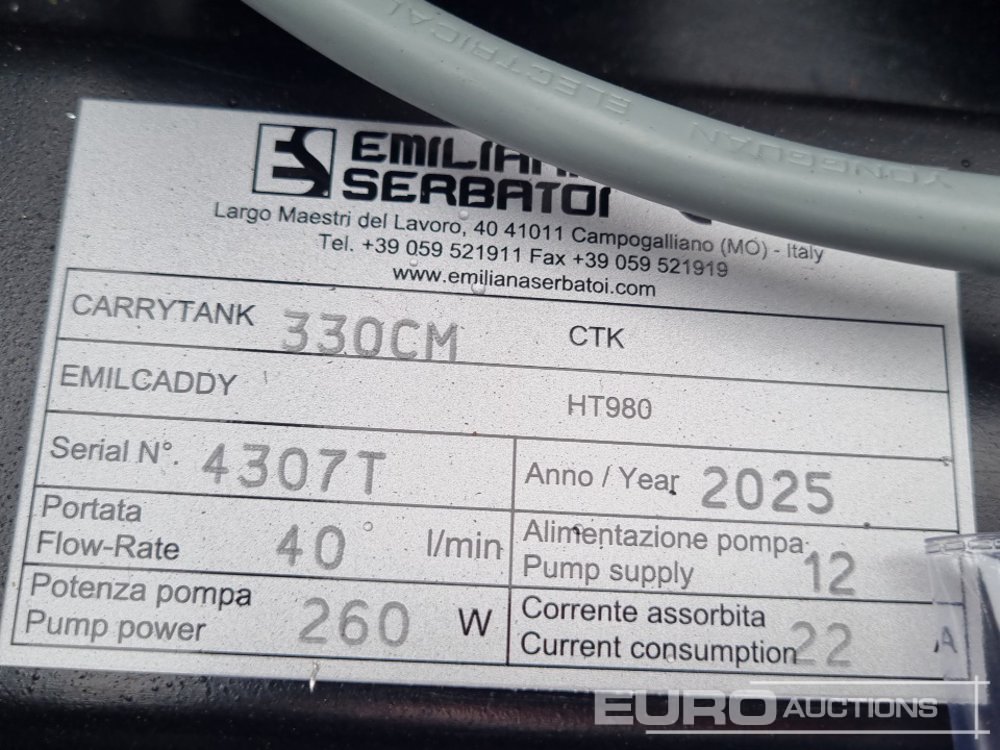 YONGGUAN ELECTRICAL
SERBATOI
Largo Maestri del Lavoro, 40 41011 Campogalliano (MO) - Italy
Tel. +39 059 521911 Fax +39 059 521919
www.emilianaserbatoi.com
CARRYTANK 330CM CTK
EMILCADDY HT980
Serial N°. 4307T Anno / Year 2025
Portata
Flow-Rate 40 l/min
Alimentazione pompa
Pump supply 12
Potenza pompa
Pump power 260 W
Corrente assorbita
Current consumption 22 A
EURO AUCTIONS